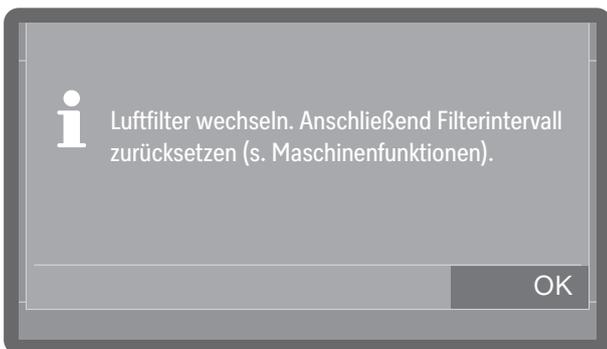 Luftfilter wechseln. Anschließend Filterintervall
zurücksetzen (s. Maschinenfunktionen).
OK